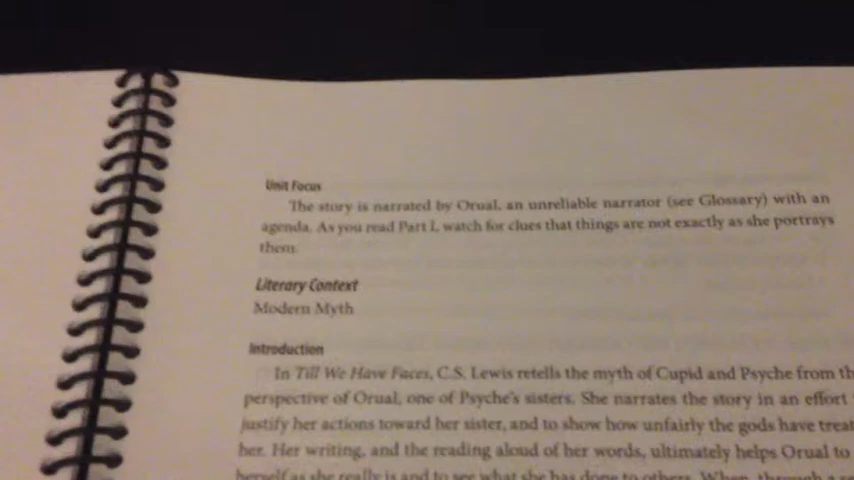 Unit Focus
The story is narrated by Orual, an unreliable narrator (see Glossary) with an
agenda. As you read Part I, watch for clues that things are not exactly as she portrays
them.
Literary Context
Modern Myth
Introduction
In Till We Have Faces, C.S. Lewis retells the myth of Cupid and Psyche from th
perspective of Orual, one of Psyche's sisters. She narrates the story in an effort
justify her actions toward her sister, and to show how unfairly the gods have treat
her. Her writing, and the reading aloud of her words, ultimately helps Orual to
herself as she really is and to see what she has done to others. When, through a